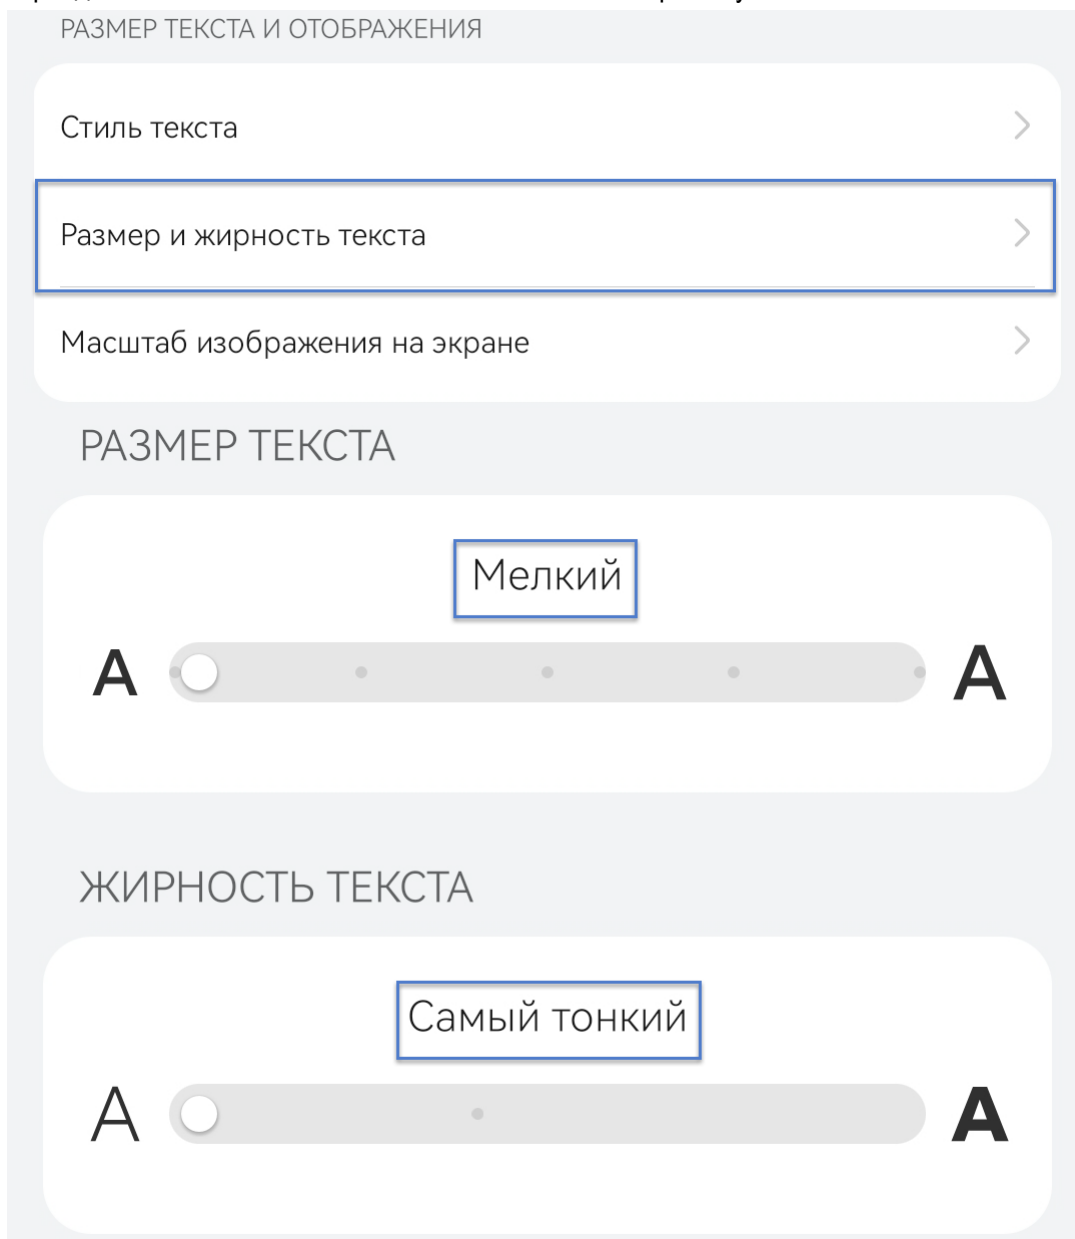 РАЗМЕР ТЕКСТА И ОТОБРАЖЕНИЯ
Стиль текста
Размер и жирность текста
Масштаб изображения на экране
РАЗМЕР ТЕКСТА
Мелкий
А А
ЖИРНОСТЬ ТЕКСТА
Самый тонкий
А А